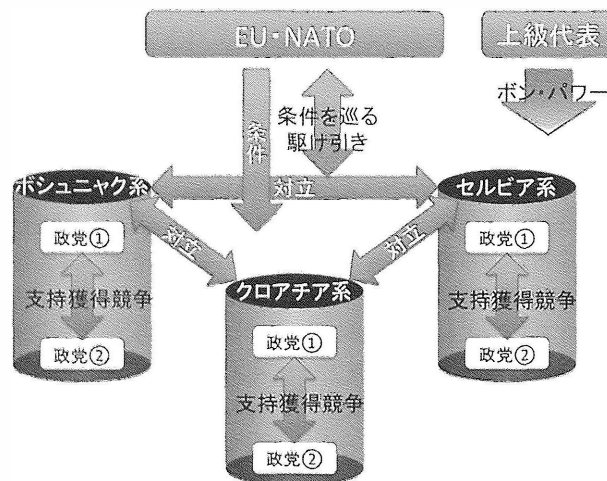 EU・NATO
上級代表
ボン・パワー
条件
条件を巡る
駆け引き
ボシュニャク系
対立
セルビア系
政党①
支持獲得競争
政党②
対立
対立
クロアチア系
政党①
支持獲得競争
政党②
政党①
支持獲得競争
政党②